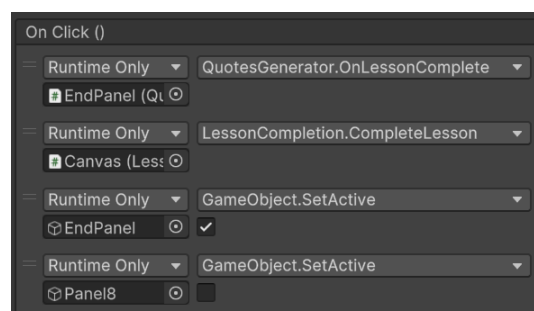 On Click ()
Runtime Only QuotesGenerator.OnLessonComplete
# EndPanel (Qu
Runtime Only LessonCompletion.CompleteLesson
# Canvas (Less
Runtime Only GameObject.SetActive
EndPanel
Runtime Only GameObject.SetActive
Panel8